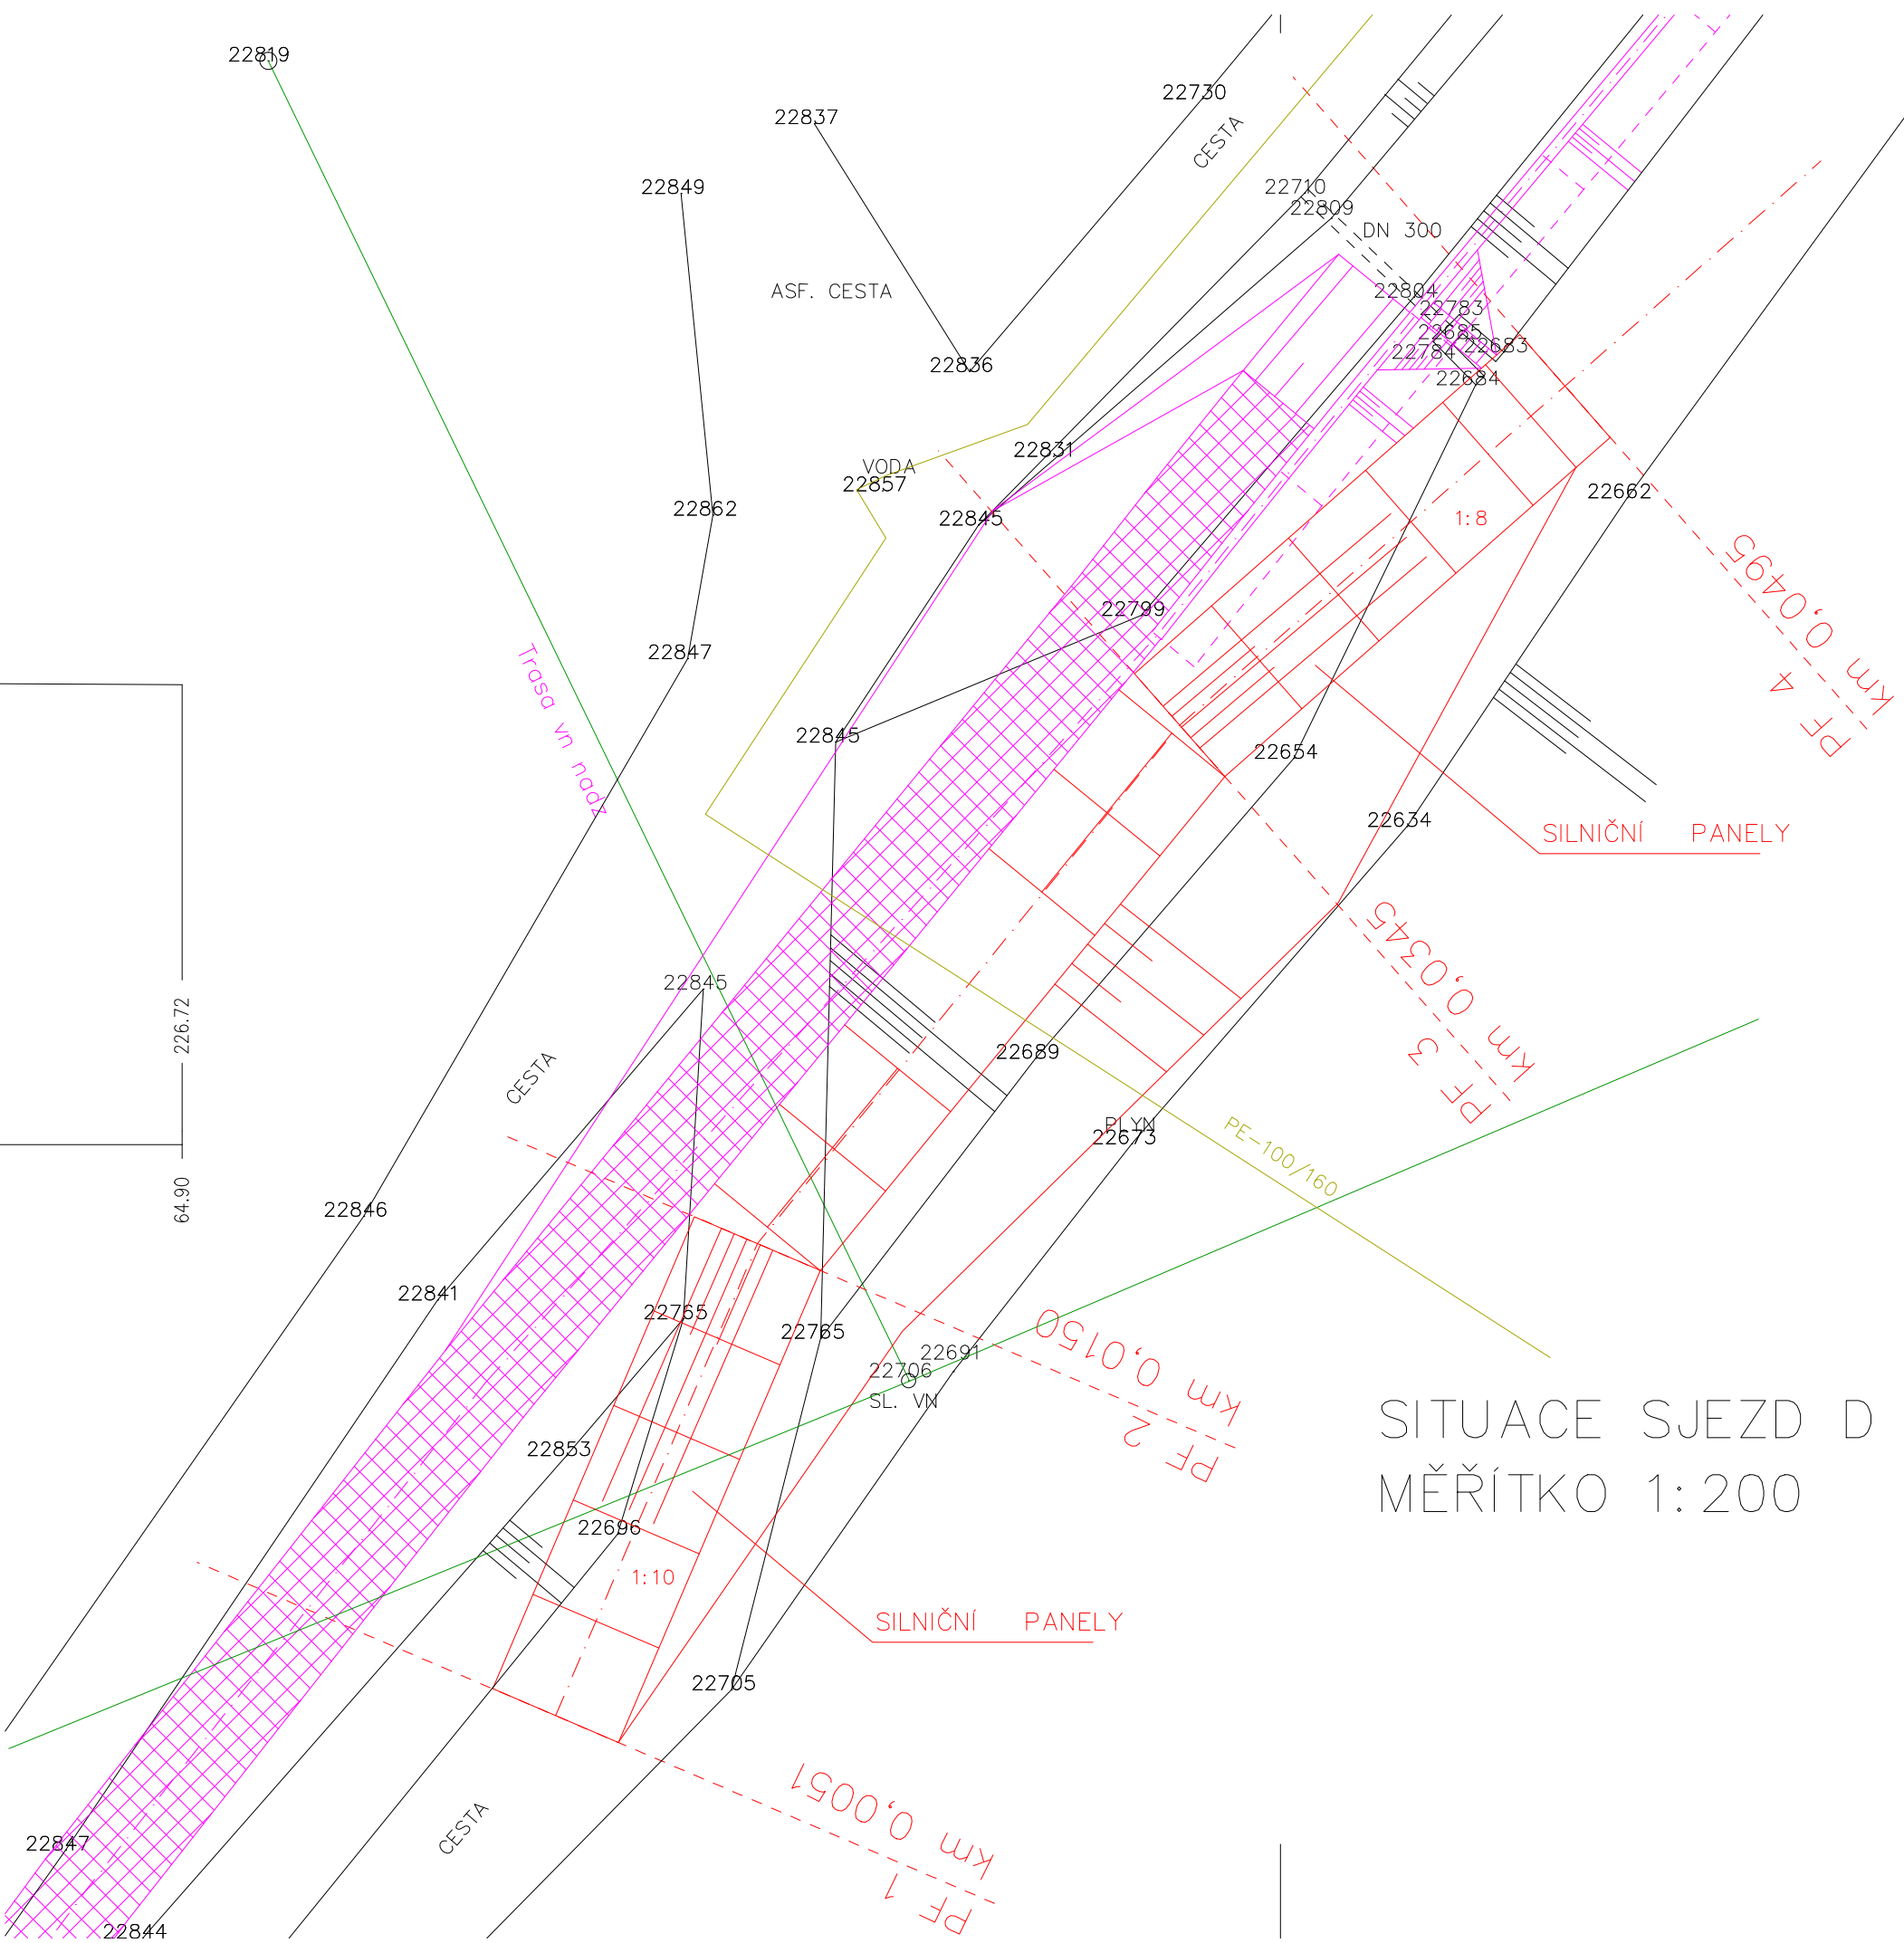 22819
22730
22837
CESTA
22849
22710
22809
DN 300
ASF. CESTA
22804
22783
22685
22683
22784
22836
22684
22831
VODA
22857
22662
22845
1:8
PF 4
km 0,0495
22799
22847
22862
Trasa vn nadz
22845
22654
22634
SILNIČNÍ PANELY
PF 3
km 0,0345
22845
226.72
22689
CESTA
PLYN
22673
PE-100/160
64.90
22846
22841
22765
22765
22691
22706
SL. VN
PF 2
km 0,0150
SITUACE SJEZD D
MĚŘÍTKO 1:200
22853
22696
1:10
SILNIČNÍ PANELY
22705
PF 1
km 0,0051
CESTA
22847
22844